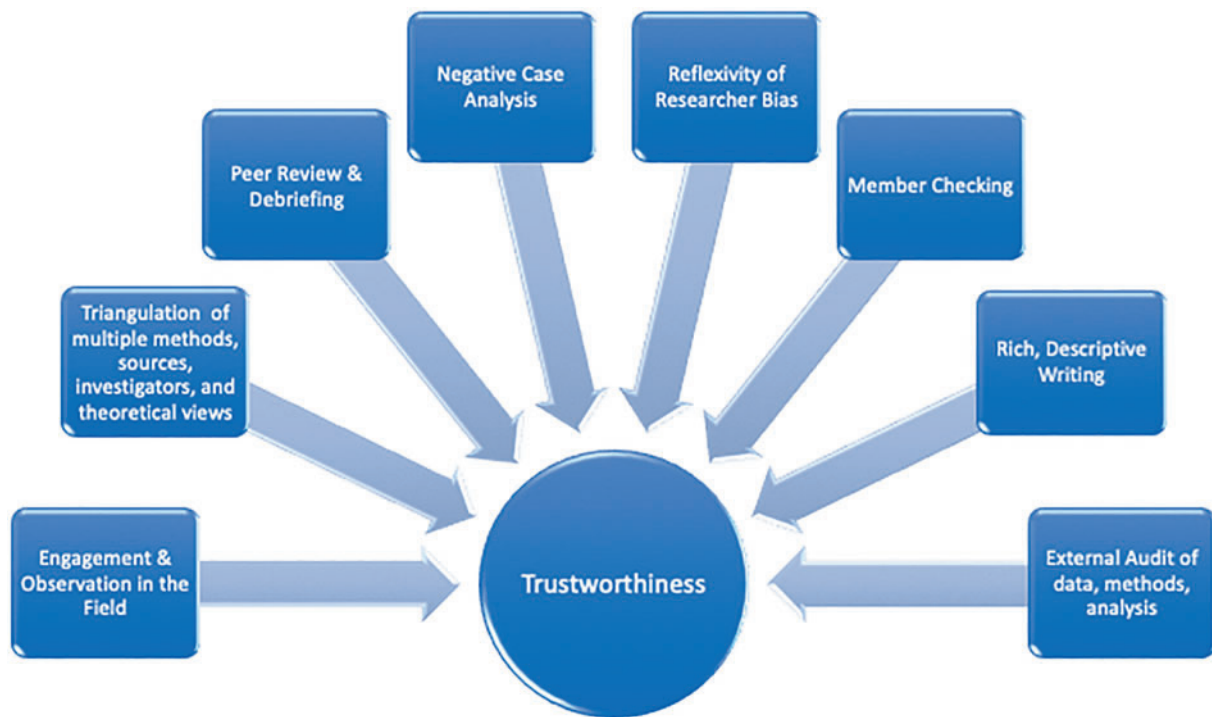 Negative Case
Analysis
Reflexivity of
Researcher Bias
Peer Review &
Debriefing
Member Checking
Triangulation of
multiple methods,
sources,
investigators, and
theoretical views
Rich, Descriptive
Writing
Engagement &
Observation in the
Field
Trustworthiness
External Audit of
data, methods,
analysis